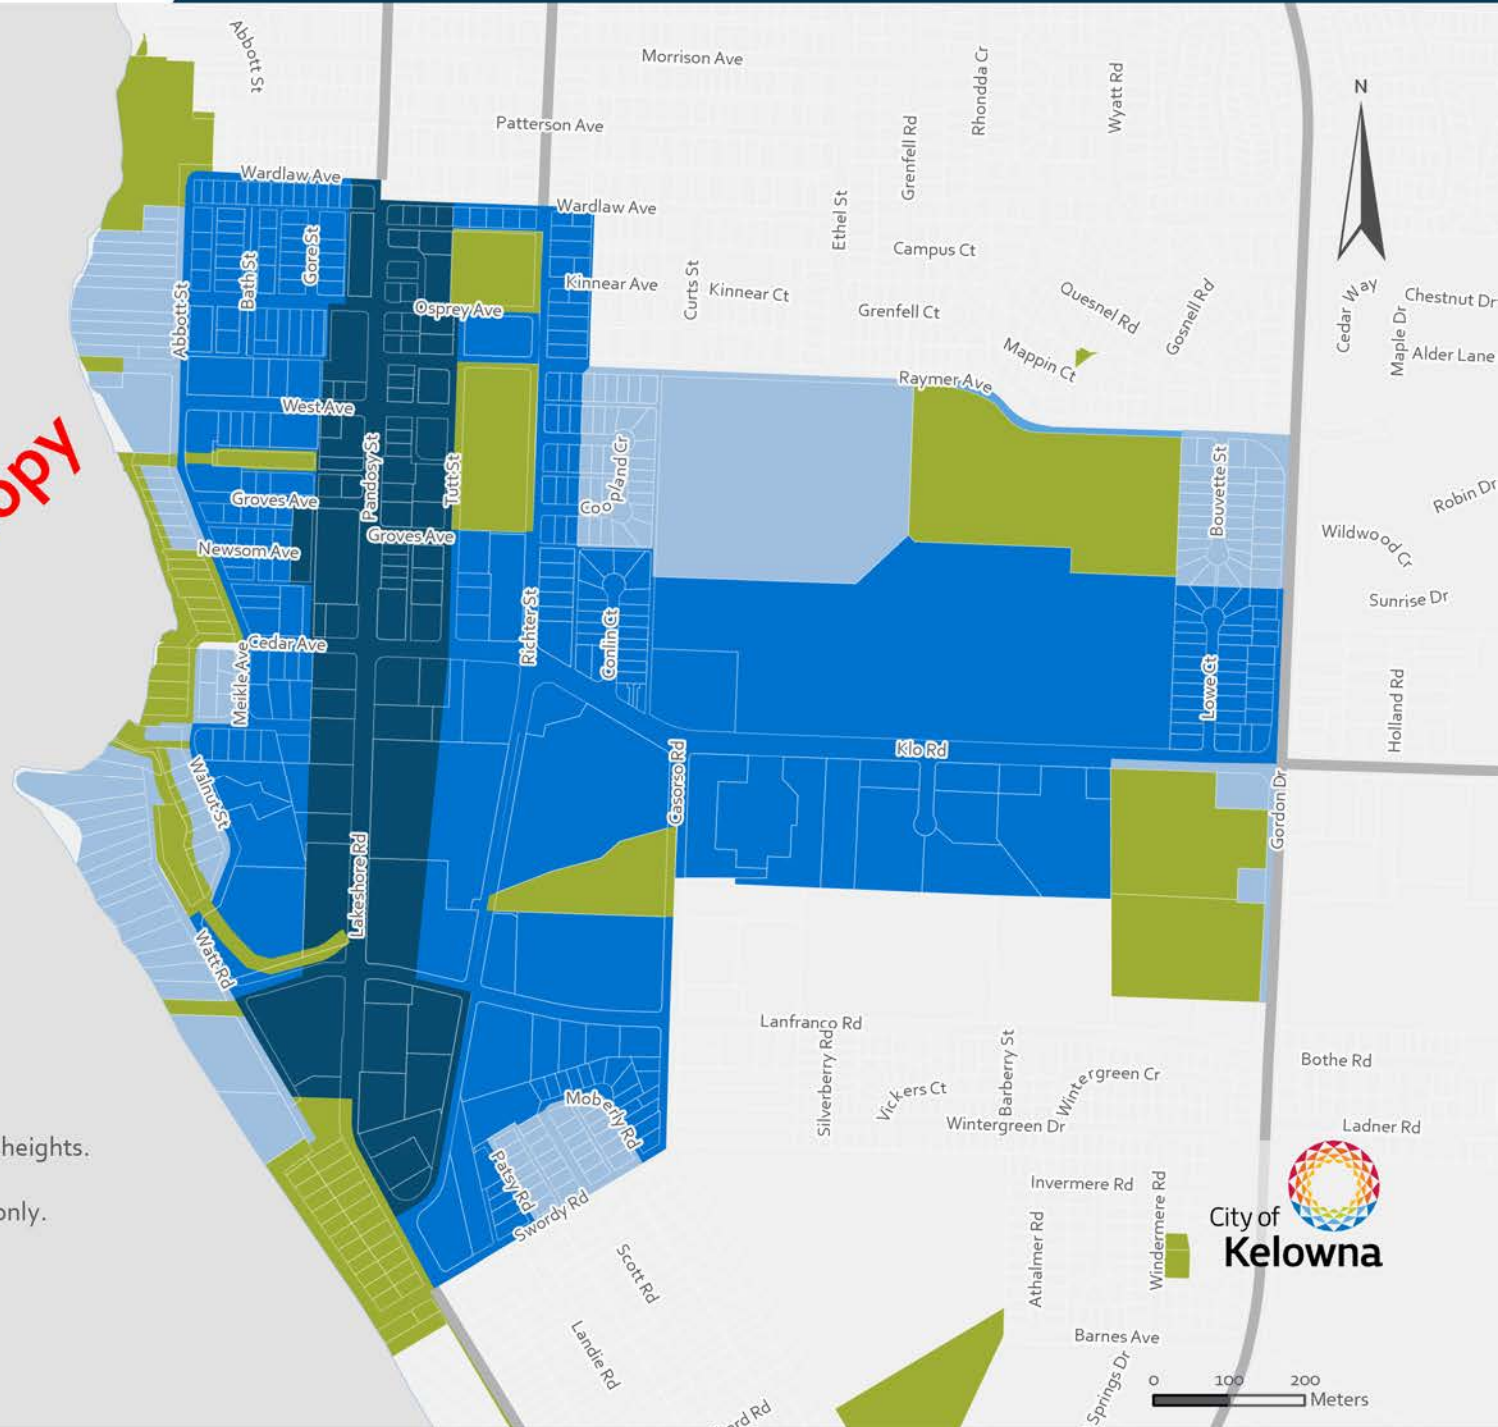 Abbott St
Morrison Ave
Rhondda Cr
Wyatt Rd
N
Patterson Ave
Grenfell Rd
Wardlaw Ave
Wardlaw Ave
Ethel St
Campus Ct
Gore St
Bath St
Abbott St
Kinnear Ave
Curts St
Kinnear Ct
Osprey Ave
Grenfell Ct
Quesnel Rd
Gosnell Rd
Cedar Way
Chestnut Dr
Maple Dr
Alder Lane
Mappin Ct
Raymer Ave
West Ave
opy
Pandosy St
Tutt St
Copland Cr
Bouvette St
Robin Dr
Groves Ave
Groves Ave
Newsom Ave
Wildwood Cr
Sunrise Dr
Richter St
Conlin Ct
Cedar Ave
Meikle Ave
Lowe Ct
Holland Rd
Klo Rd
Casorso Rd
Walnut St
Gordon Dr
Lakeshore Rd
Watt Rd
Lanfranco Rd
Silverberry Rd
Vickers Ct
Barberry St
Wintergreen Cr
Wintergreen Dr
Bothe Rd
Ladner Rd
Moberly Rd
heights.
Patsy Rd
Swordy Rd
only.
Invermere Rd
Windermere Rd
Athalmer Rd
City of
Kelowna
Scott Rd
Landie Rd
Barnes Ave
Springs Dr
0 100 200
Meters
ard Rd